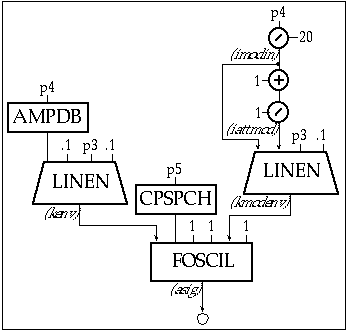 p4
20
(imodin)
p4
1
AMPDB
1
(iattmod)
.1 p3 .1
p3 .1
LINEN
p5
LINEN
CPSPCH
(kenv)
(kmodenv)
1 1 1
FOSCIL
(asig)